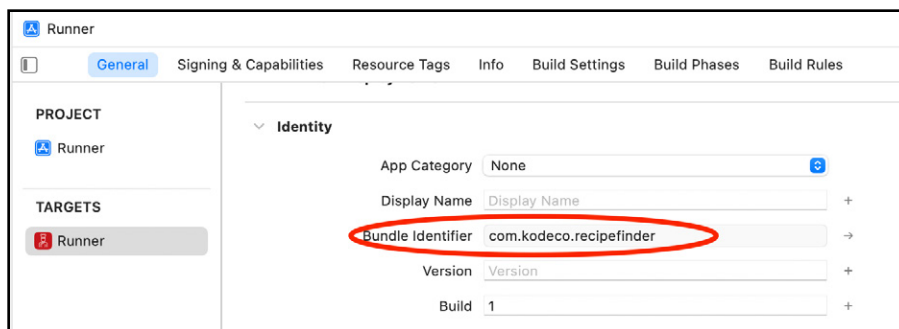 Runner
General Signing & Capabilities Resource Tags Info Build Settings Build Phases Build Rules
PROJECT
Runner
TARGETS
Runner
Identity
App Category None
Display Name Display Name +
Bundle Identifier com.kodeco.recipefinder
Version Version +
Build 1 +